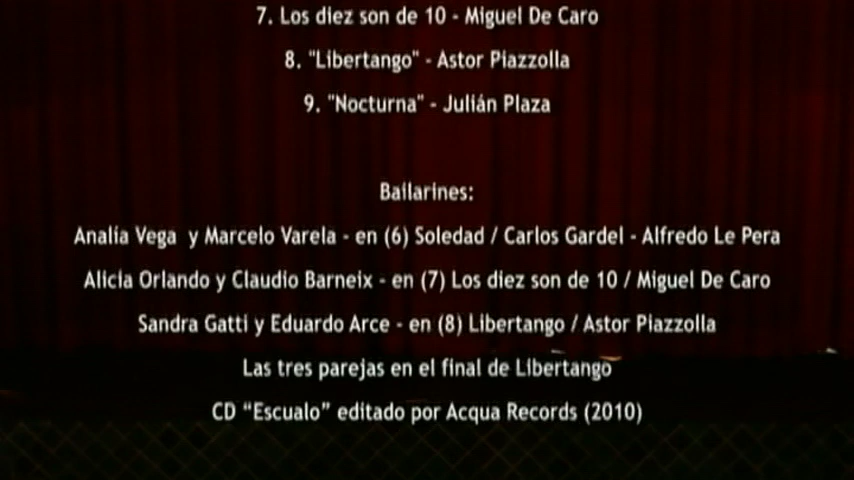 7. Los diez son de 10 - Miguel De Caro
8. "Libertango" - Astor Piazzolla
9. "Nocturna" - Julián Plaza
Bailarines:
Analía Vega y Marcelo Varela - en (6) Soledad / Carlos Gardel - Alfredo Le Pera
Alicia Orlando y Claudio Barneix - en (7) Los diez son de 10 / Miguel De Caro
Sandra Gatti y Eduardo Arce - en (8) Libertango / Astor Piazzolla
Las tres parejas en el final de Libertango
CD “Escualo” editado por Acqua Records (2010)